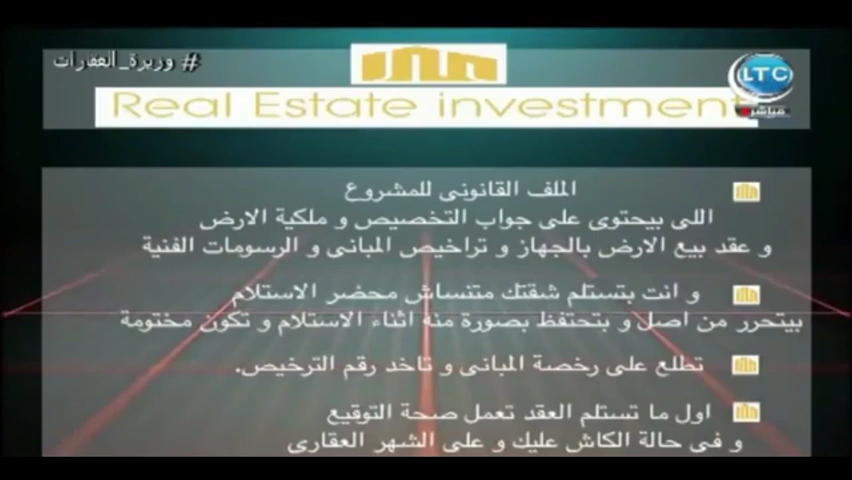 # وزيرة_العقارات
LTC
مباشر
Real Estate investment
الملف القانونى للمشروع
اللى بيحتوى على جواب التخصيص و ملكية الارض
و عقد بيع الارض بالجهاز و تراخيص المبانى و الرسومات الفنية
و انت بتستلم شقتك متنساش محضر الاستلام
بيتحرر من اصل و بتحتفظ بصورة منه اثناء الاستلام و تكون مختومة
تطلع على رخصة المبانى و تاخد رقم الترخيص.
اول ما تستلم العقد تعمل صحة التوقيع
و فى حالة الكاش عليك و على الشهر العقارى